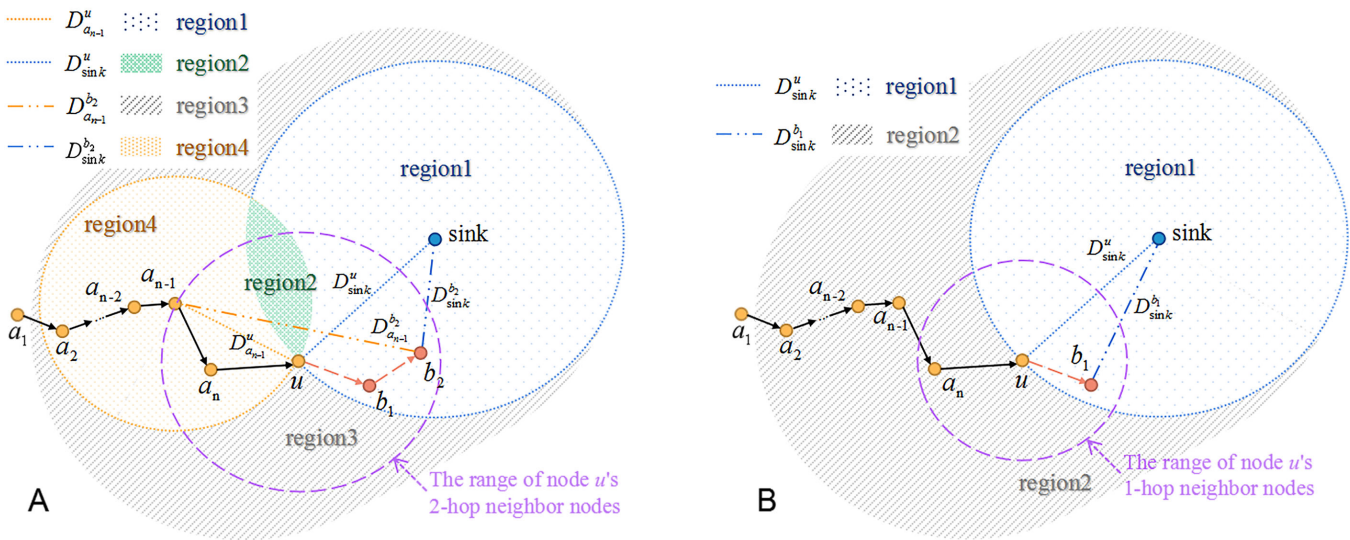 D^u_{a_{n-1}} region1
D^u_{sink} region2
D^{b_2}_{a_{n-1}} region3
D^{b_2}_{sink} region4
region1
region4
sink
region2
D^u_{sink}
D^{b_2}_{sink}
a_1
a_2
a_{n-2}
a_{n-1}
D^u_{a_{n-1}}
D^{b_2}_{a_{n-1}}
a_n
u
b_1
b_2
region3
The range of node u's
2-hop neighbor nodes
A
D^u_{sink} region1
D^{b_1}_{sink} region2
region1
sink
D^u_{sink}
D^{b_1}_{sink}
a_1
a_2
a_{n-2}
a_{n-1}
a_n
u
b_1
The range of node u's
1-hop neighbor nodes
region2
B